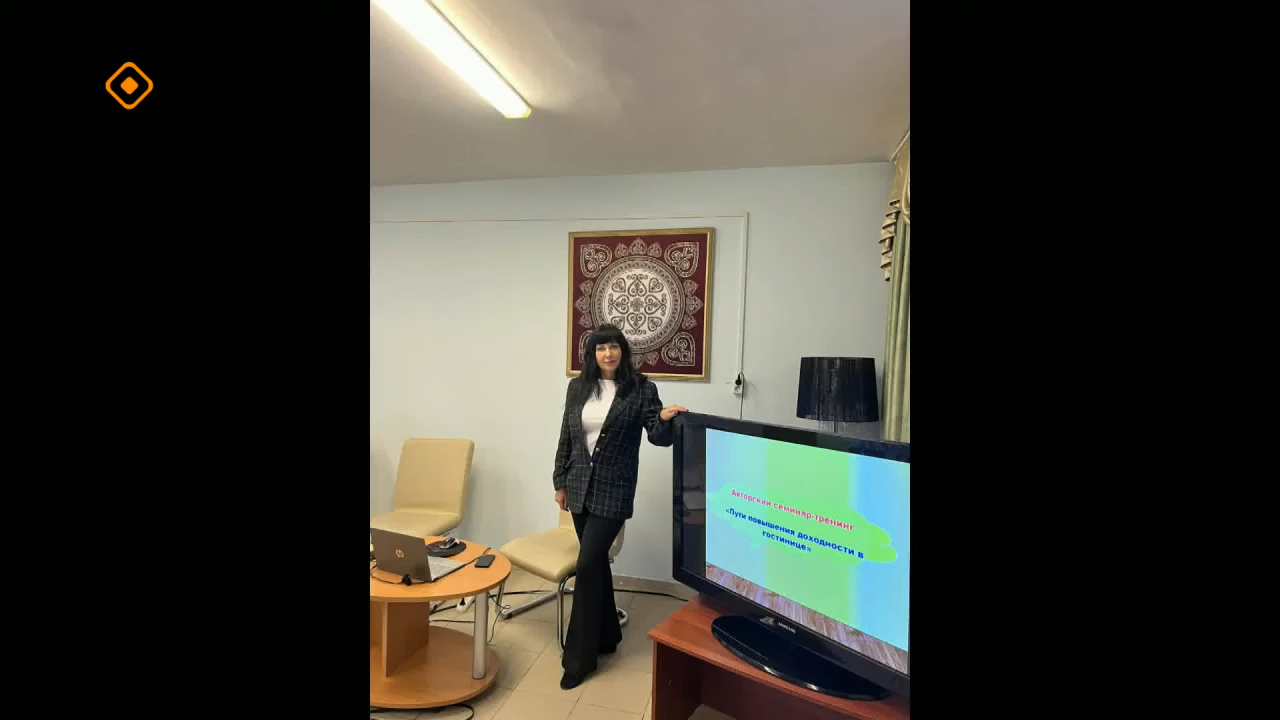 Авторский семинар-тренинг
«Пути повышения доходности в
гостинице»